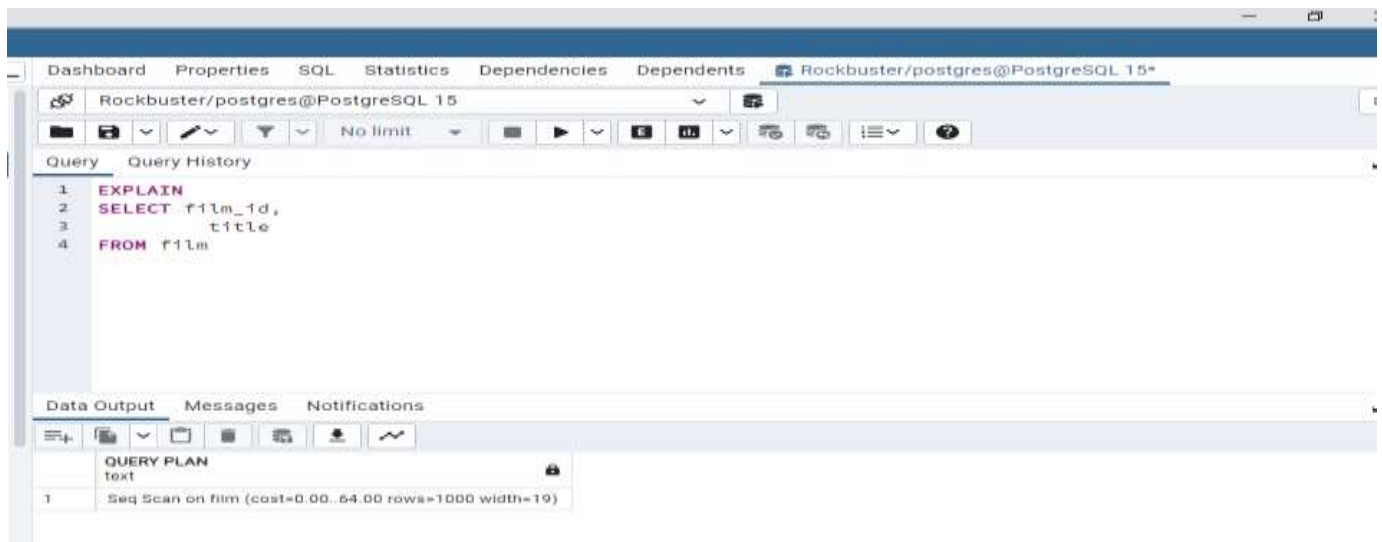 Dashboard Properties SQL Statistics Dependencies Dependents Rockbuster/postgres@PostgreSQL 15*
Rockbuster/postgres@PostgreSQL 15
No limit
Query Query History
1 EXPLAIN
2 SELECT film_id,
3 title
4 FROM film
Data Output Messages Notifications
QUERY PLAN
text
1 Seq Scan on film (cost=0.00..64.00 rows=1000 width=19)